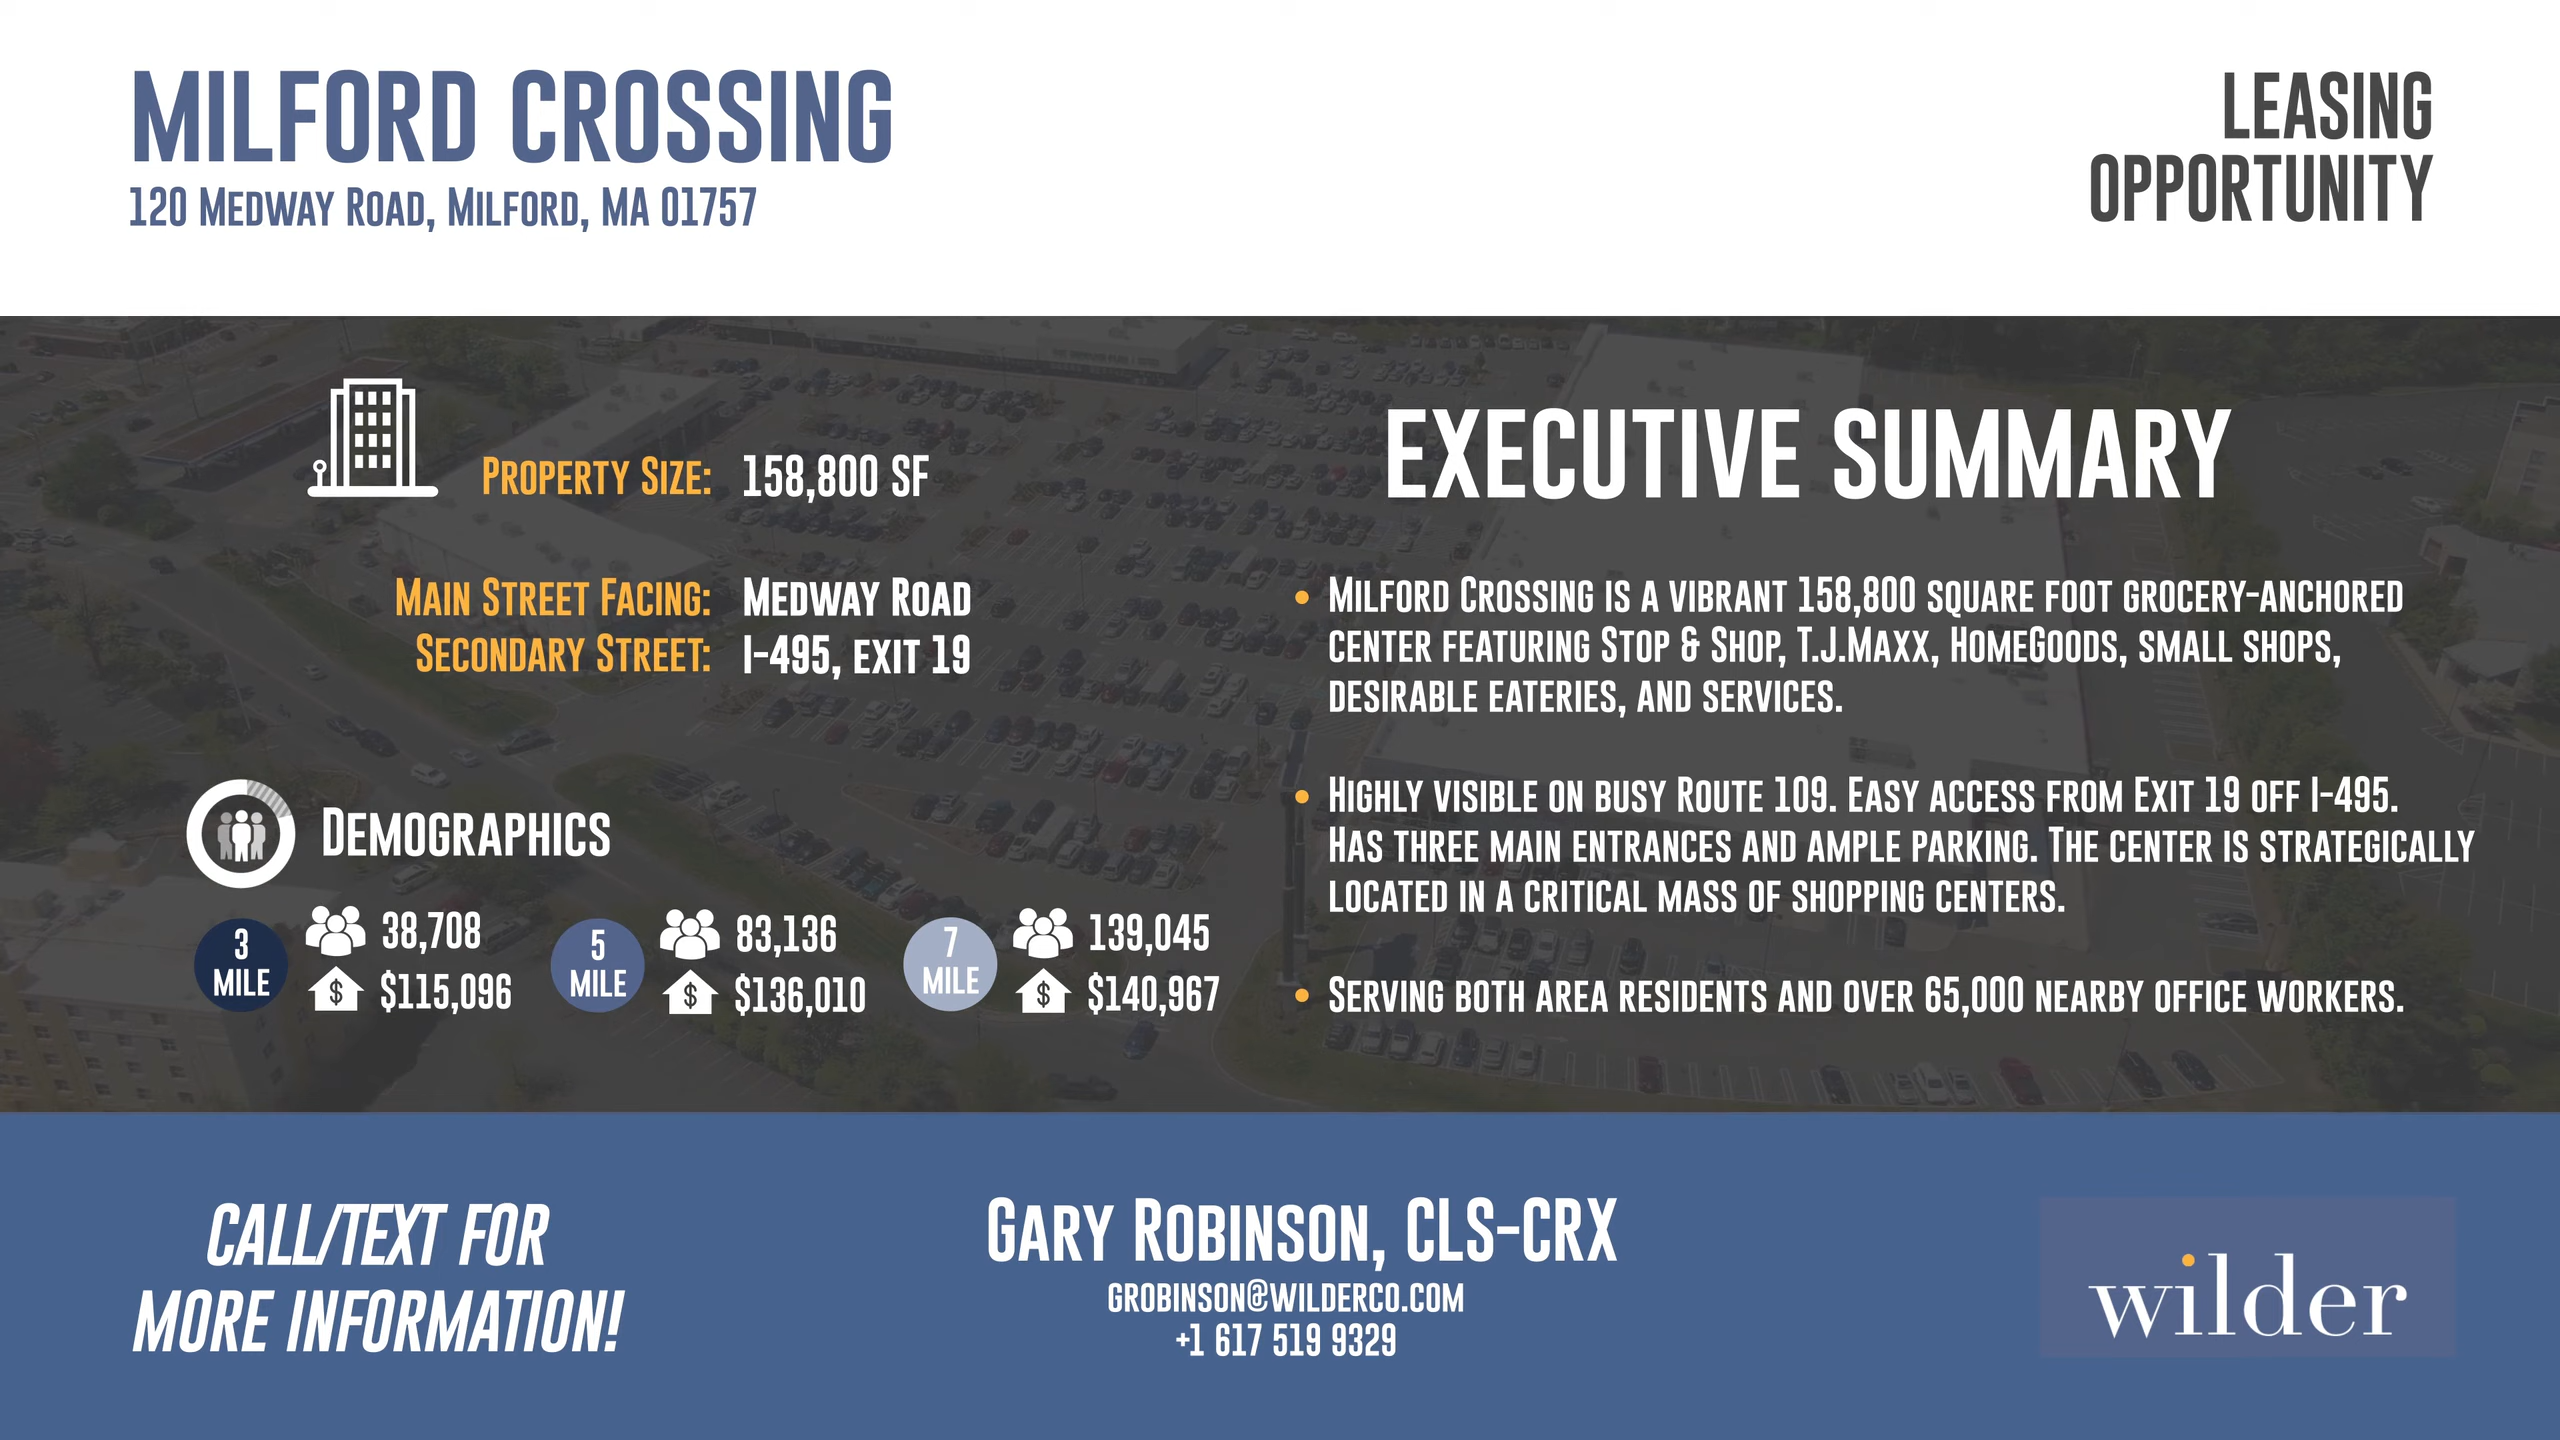 MILFORD CROSSING
120 MEDWAY ROAD, MILFORD, MA 01757
LEASING
OPPORTUNITY
PROPERTY SIZE: 158,800 SF
MAIN STREET FACING: MEDWAY ROAD
SECONDARY STREET: I-495, EXIT 19
DEMOGRAPHICS
3 MILE
38,708
$115,096
5 MILE
83,136
$136,010
7 MILE
139,045
$140,967
EXECUTIVE SUMMARY
• MILFORD CROSSING IS A VIBRANT 158,800 SQUARE FOOT GROCERY-ANCHORED
CENTER FEATURING STOP & SHOP, T.J.MAXX, HOMEGOODS, SMALL SHOPS,
DESIRABLE EATERIES, AND SERVICES.
• HIGHLY VISIBLE ON BUSY ROUTE 109. EASY ACCESS FROM EXIT 19 OFF I-495.
HAS THREE MAIN ENTRANCES AND AMPLE PARKING. THE CENTER IS STRATEGICALLY
LOCATED IN A CRITICAL MASS OF SHOPPING CENTERS.
• SERVING BOTH AREA RESIDENTS AND OVER 65,000 NEARBY OFFICE WORKERS.
CALL/TEXT FOR
MORE INFORMATION!
GARY ROBINSON, CLS-CRX
GROBINSON@WILDERCO.COM
+1 617 519 9329
wilder